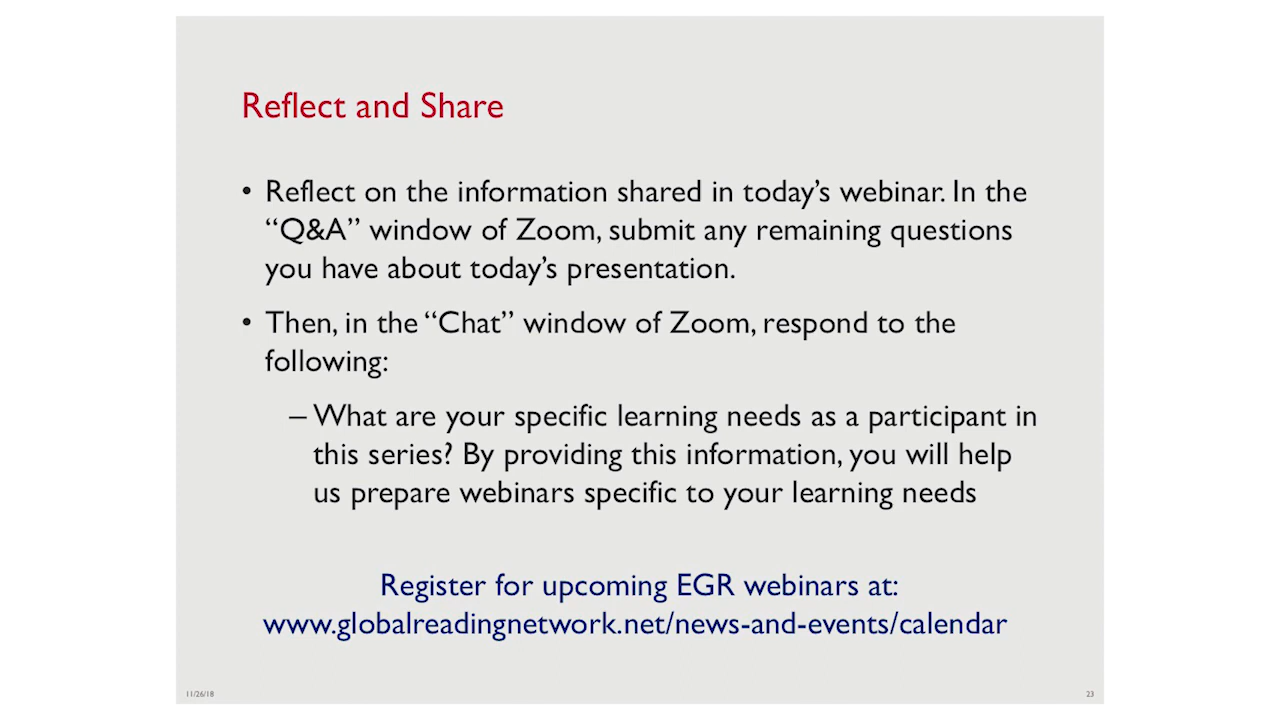 Reflect and Share
• Reflect on the information shared in today’s webinar. In the
“Q&A” window of Zoom, submit any remaining questions
you have about today’s presentation.
• Then, in the “Chat” window of Zoom, respond to the
following:
– What are your specific learning needs as a participant in
this series? By providing this information, you will help
us prepare webinars specific to your learning needs
Register for upcoming EGR webinars at:
www.globalreadingnetwork.net/news-and-events/calendar
11/26/18
23